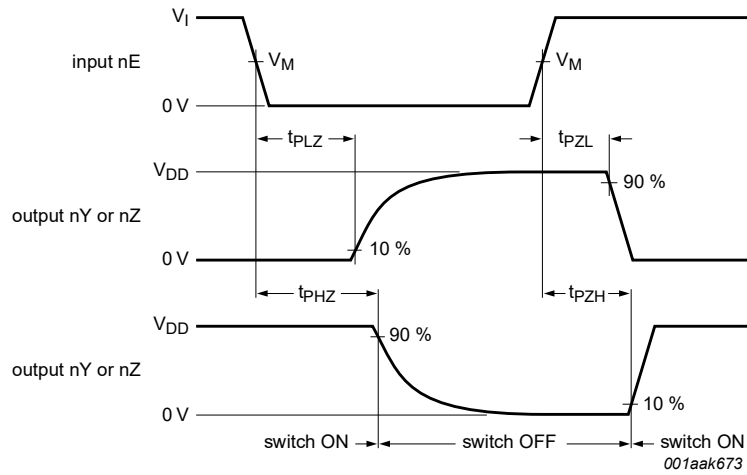 V_I
input nE
V_M
V_M
0 V
t_PLZ
t_PZL
V_DD
90 %
output nY or nZ
10 %
0 V
t_PHZ
t_PZH
V_DD
90 %
output nY or nZ
10 %
0 V
switch ON
switch OFF
switch ON
001aak673